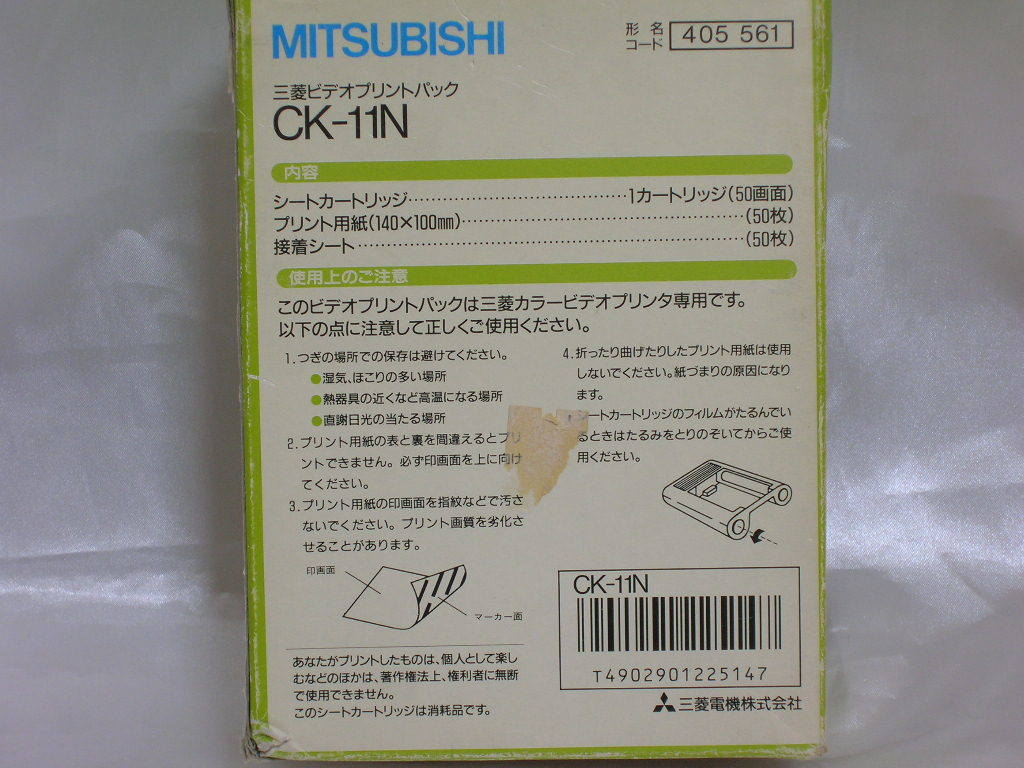 MITSUBISHI
形名
コード
405 561
三菱ビデオプリントパック
CK-11N
内容
シートカートリッジ……………………………1カートリッジ(50画面)
プリント用紙(140×100mm)……………………………(50枚)
接着シート……………………………(50枚)
使用上のご注意
このビデオプリントパックは三菱カラービデオプリンタ専用です。
以下の点に注意して正しくご使用ください。
1.つぎの場所での保存は避けてください。
●湿気、ほこりの多い場所
●熱器具の近くなど高温になる場所
●直謝日光の当たる場所
2.プリント用紙の表と裏を間違えるとプリ
ントできません。必ず印画面を上に向け
てください。
3.プリント用紙の印画面を指紋などで汚さ
ないでください。プリント画質を劣化さ
せることがあります。
印画面
マーカー面
あなたがプリントしたものは、個人として楽し
むなどのほかは、著作権法上、権利者に無断
で使用できません。
このシートカートリッジは消耗品です。
4.折ったり曲げたりしたプリント用紙は使用
しないでください。紙づまりの原因になり
ます。
シートカートリッジのフィルムがたるんでい
るときはたるみをとりのぞいてからご使
用ください。
CK-11N
T4902901225147
三菱電機株式会社